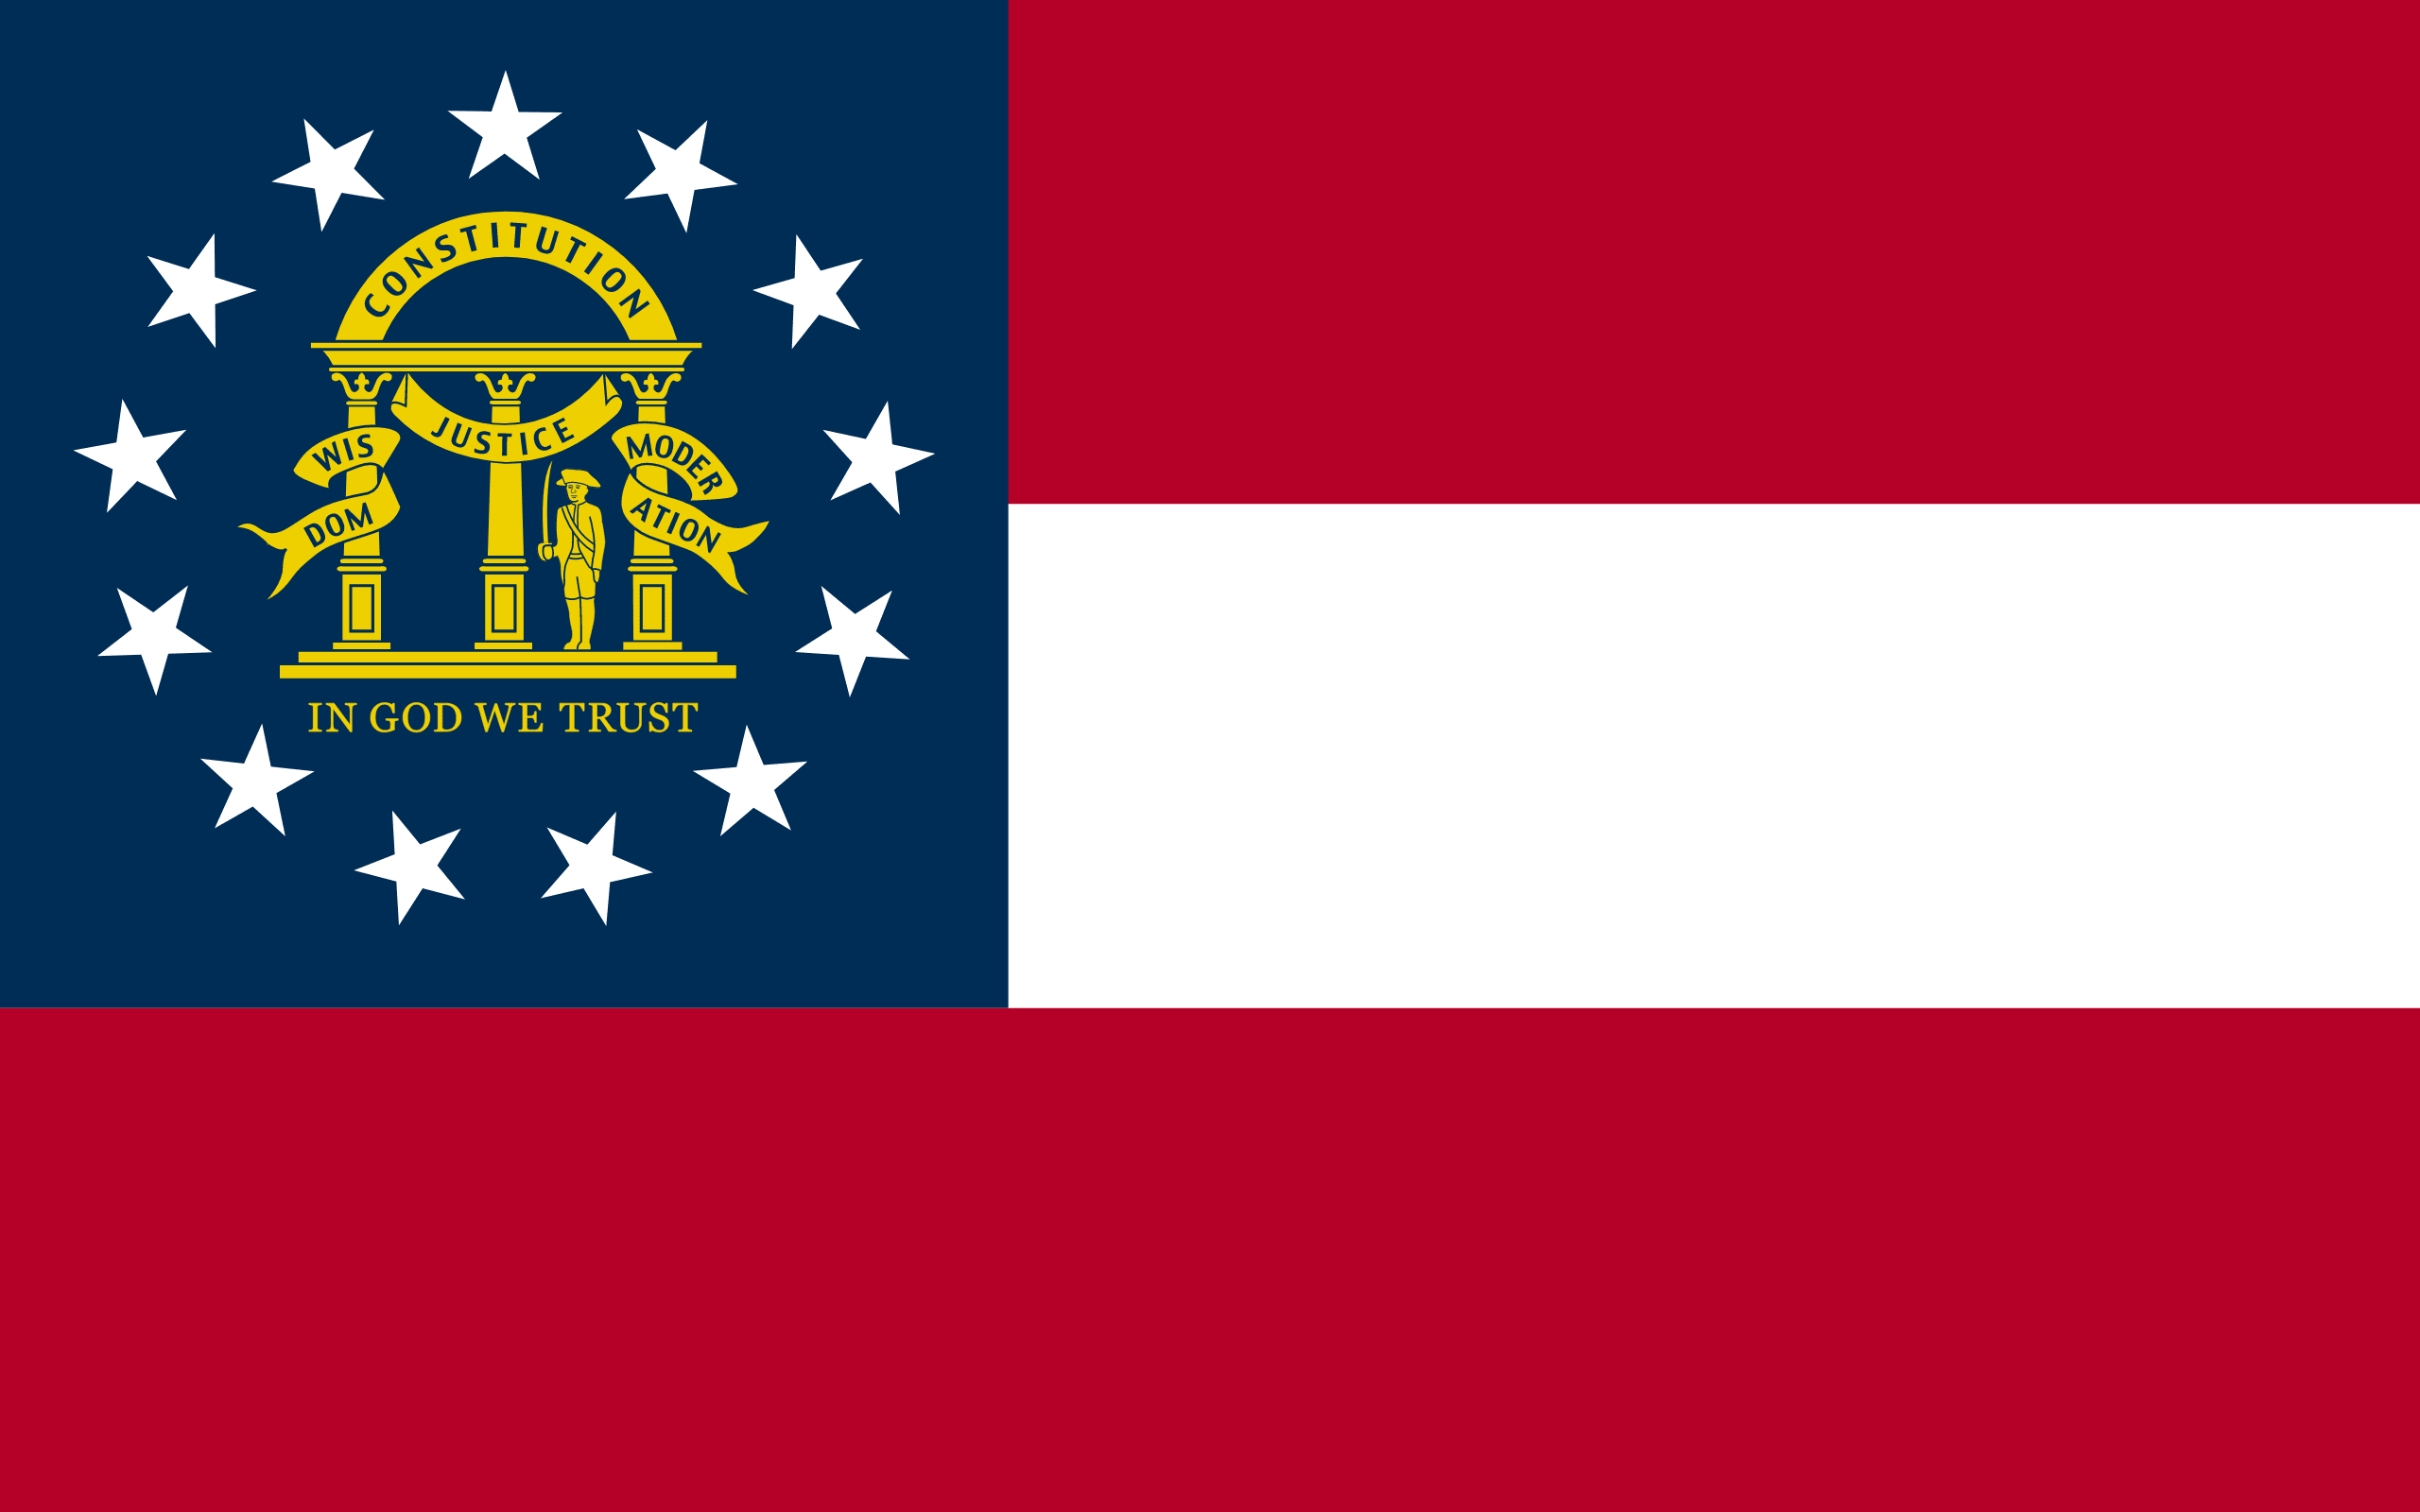 CONSTITUTION
JUSTICE
WIS
DOM
MODER
ATION
IN GOD WE TRUST